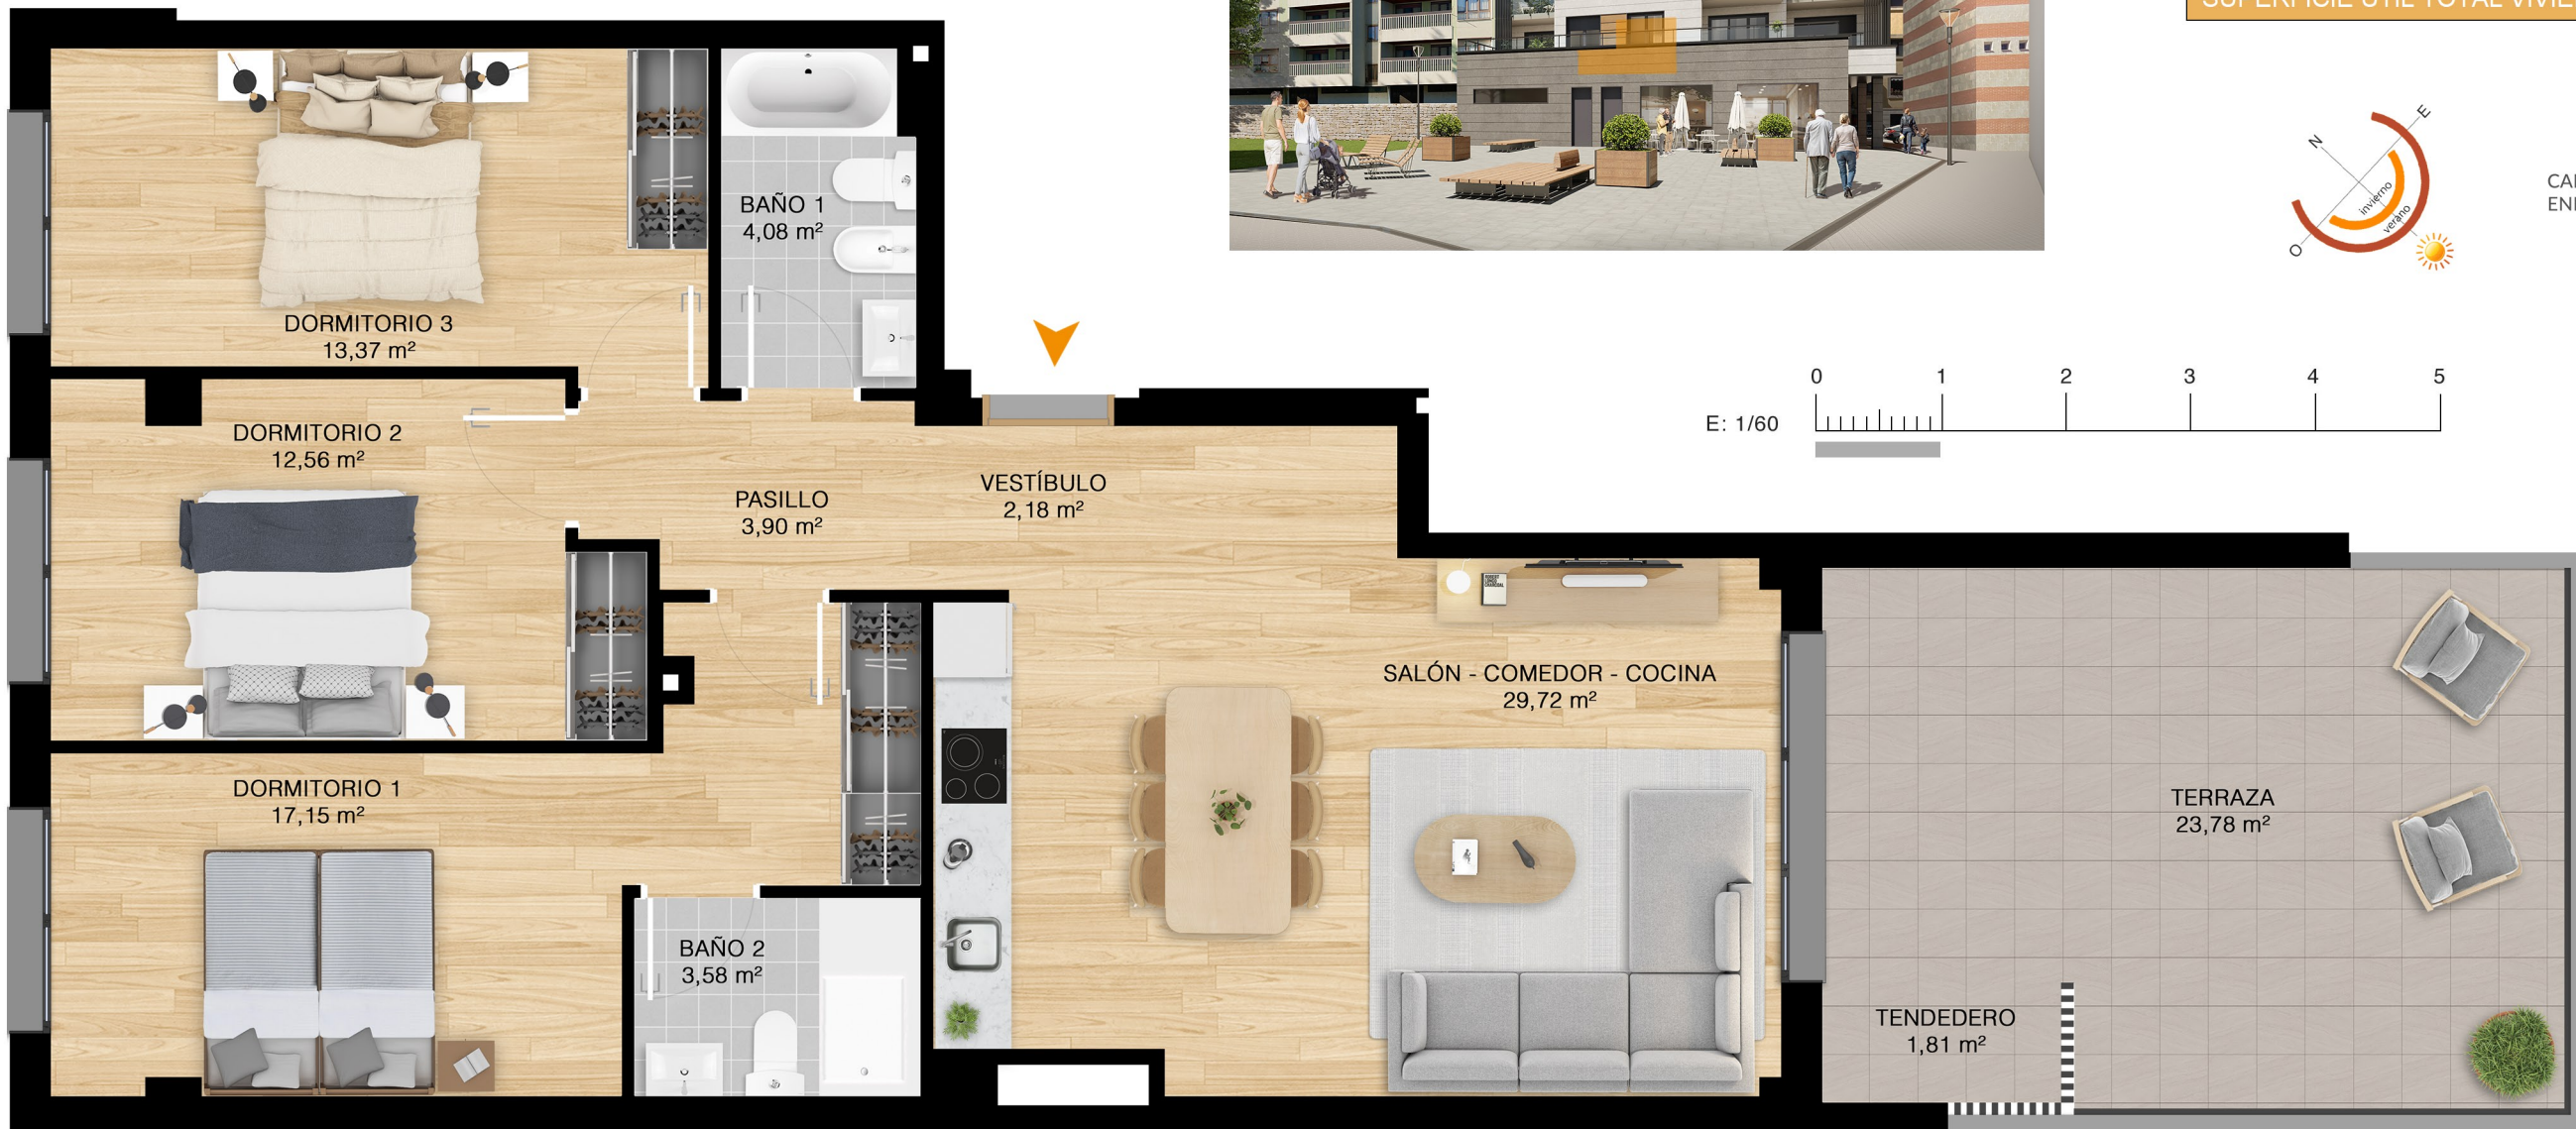 SUPERFICIE ÚTIL TOTAL
N
E
O
invierno
verano
E: 1/60
0 1 2 3 4 5
BAÑO 1
4,08 m²
DORMITORIO 3
13,37 m²
DORMITORIO 2
12,56 m²
PASILLO
3,90 m²
VESTÍBULO
2,18 m²
SALÓN - COMEDOR - COCINA
29,72 m²
DORMITORIO 1
17,15 m²
BAÑO 2
3,58 m²
TERRAZA
23,78 m²
TENDEDERO
1,81 m²